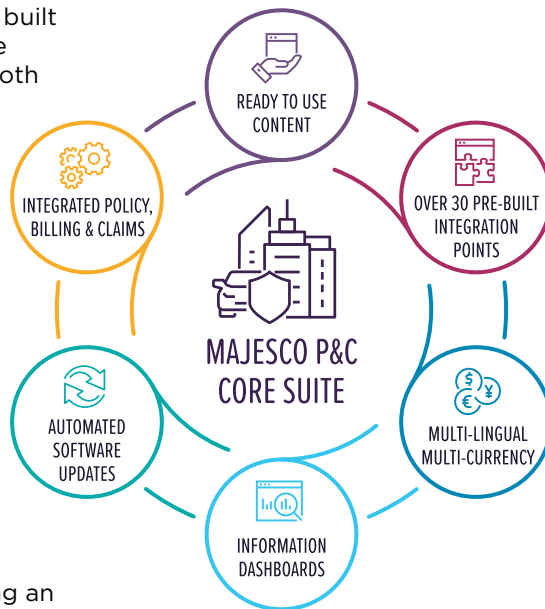 built
e
oth
READY TO USE
CONTENT
INTEGRATED POLICY,
BILLING & CLAIMS
OVER 30 PRE-BUILT
INTEGRATION
POINTS
MAJESCO P&C
CORE SUITE
AUTOMATED
SOFTWARE
UPDATES
$
¥
€
MULTI-LINGUAL
MULTI-CURRENCY
INFORMATION
DASHBOARDS
g an